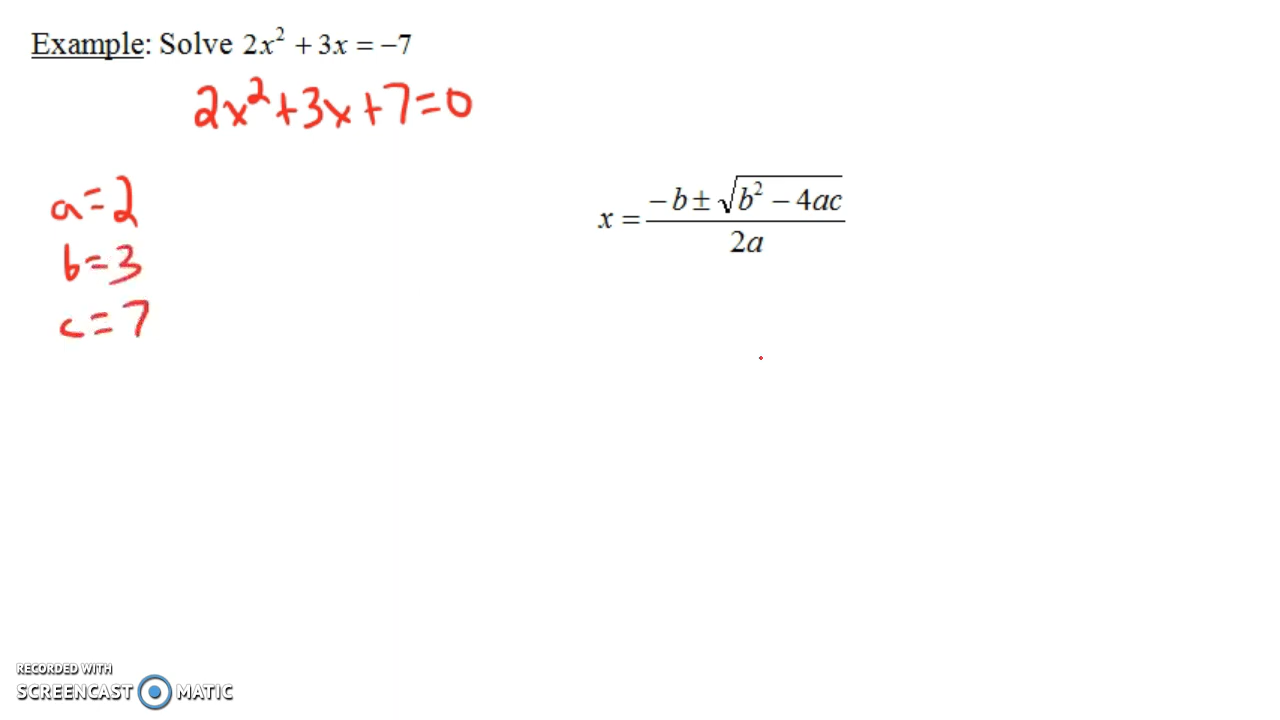 Example: Solve 2x² + 3x = −7
2x²+3x+7=0
a=2
b=3
c=7
x = (−b ± √(b² − 4ac)) / 2a
RECORDED WITH
SCREENCAST MATIC